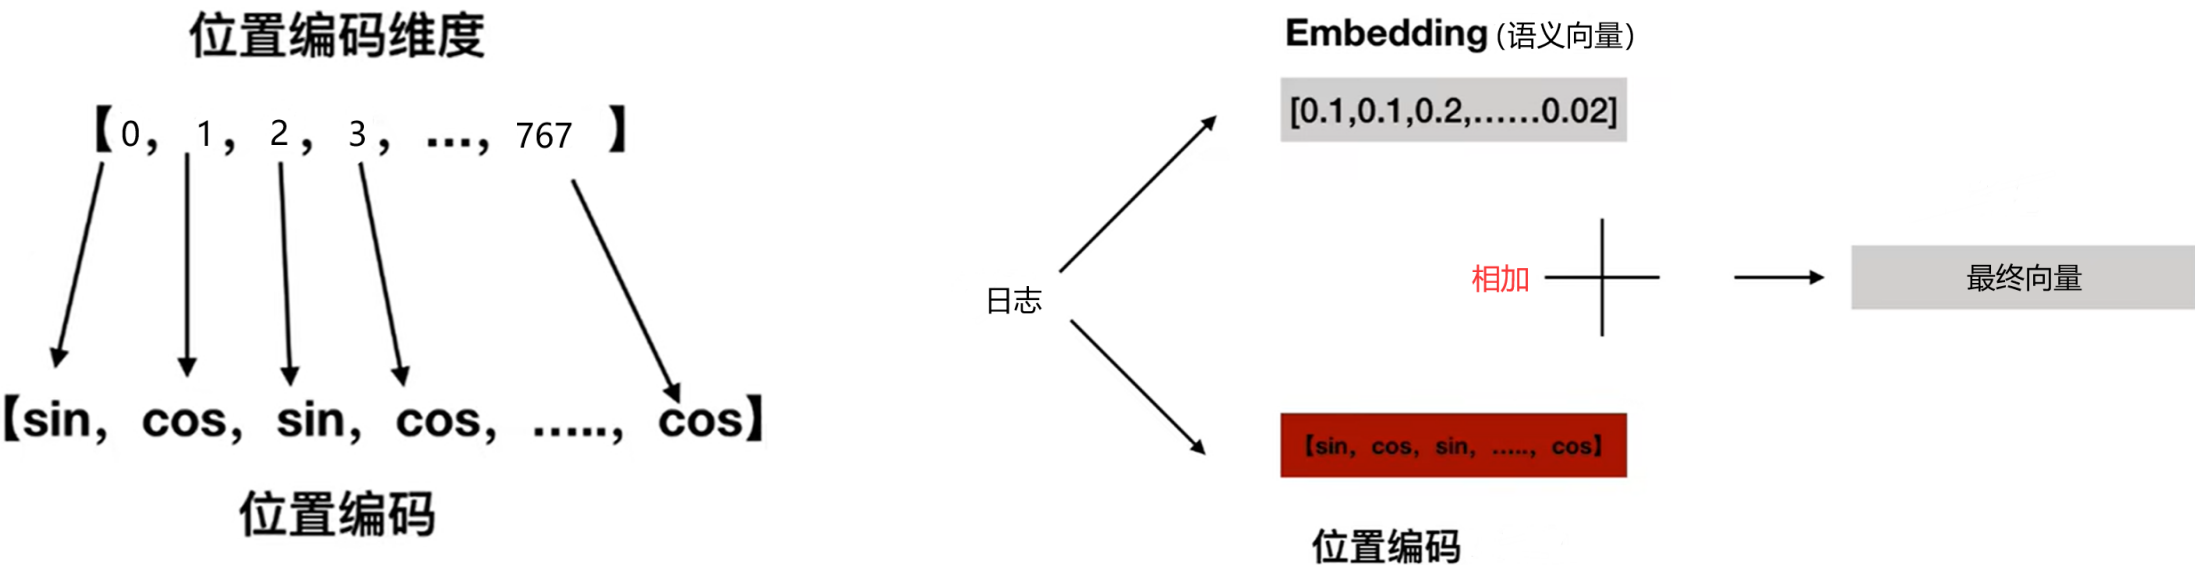 位置编码维度
【0，1，2，3，...，767】
【sin，cos，sin，cos，.....，cos】
位置编码
Embedding (语义向量)
[0.1,0.1,0.2,......0.02]
相加
最终向量
日志
【sin，cos，sin，.....，cos】
位置编码